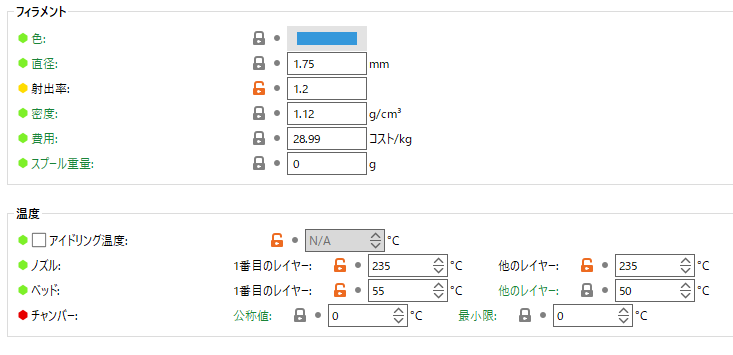 フィラメント
色:
直径: 1.75 mm
射出率: 1.2
密度: 1.12 g/cm³
費用: 28.99 コスト/kg
スプール重量: 0 g
温度
アイドリング温度: N/A °C
ノズル: 1番目のレイヤー: 235 °C 他のレイヤー: 235 °C
ベッド: 1番目のレイヤー: 55 °C 他のレイヤー: 50 °C
チャンバー: 公称値: 0 °C 最小限: 0 °C